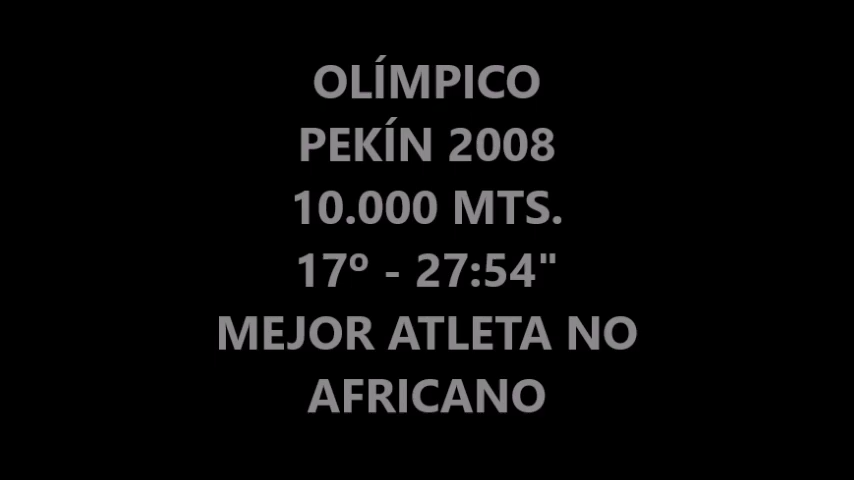 OLÍMPICO
PEKÍN 2008
10.000 MTS.
17º - 27:54"
MEJOR ATLETA NO
AFRICANO